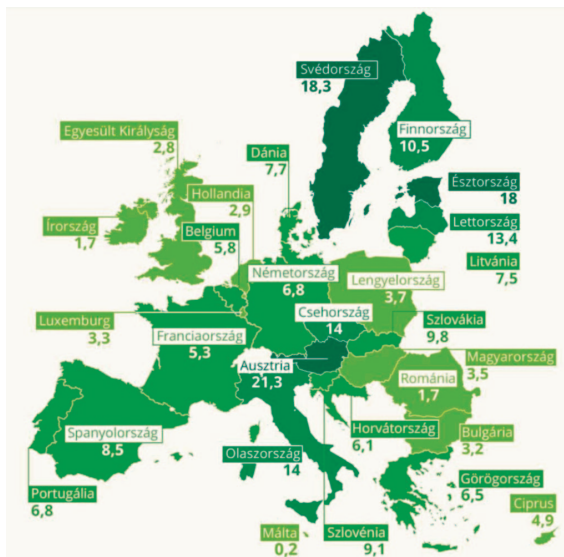 Svédország
18,3
Finnország
10,5
Egyesült Királyság
2,8
Dánia
7,7
Észtország
18
Hollandia
2,9
Írország
1,7
Belgium
5,8
Lettország
13,4
Litvánia
7,5
Németország
6,8
Lengyelország
3,7
Csehország
14
Luxemburg
3,3
Szlovákia
9,8
Franciaország
5,3
Magyarország
3,5
Ausztria
21,3
Románia
1,7
Spanyolország
8,5
Horvátország
6,1
Bulgária
3,2
Olaszország
14
Görögország
6,5
Portugália
6,8
Ciprus
4,9
Málta
0,2
Szlovénia
9,1